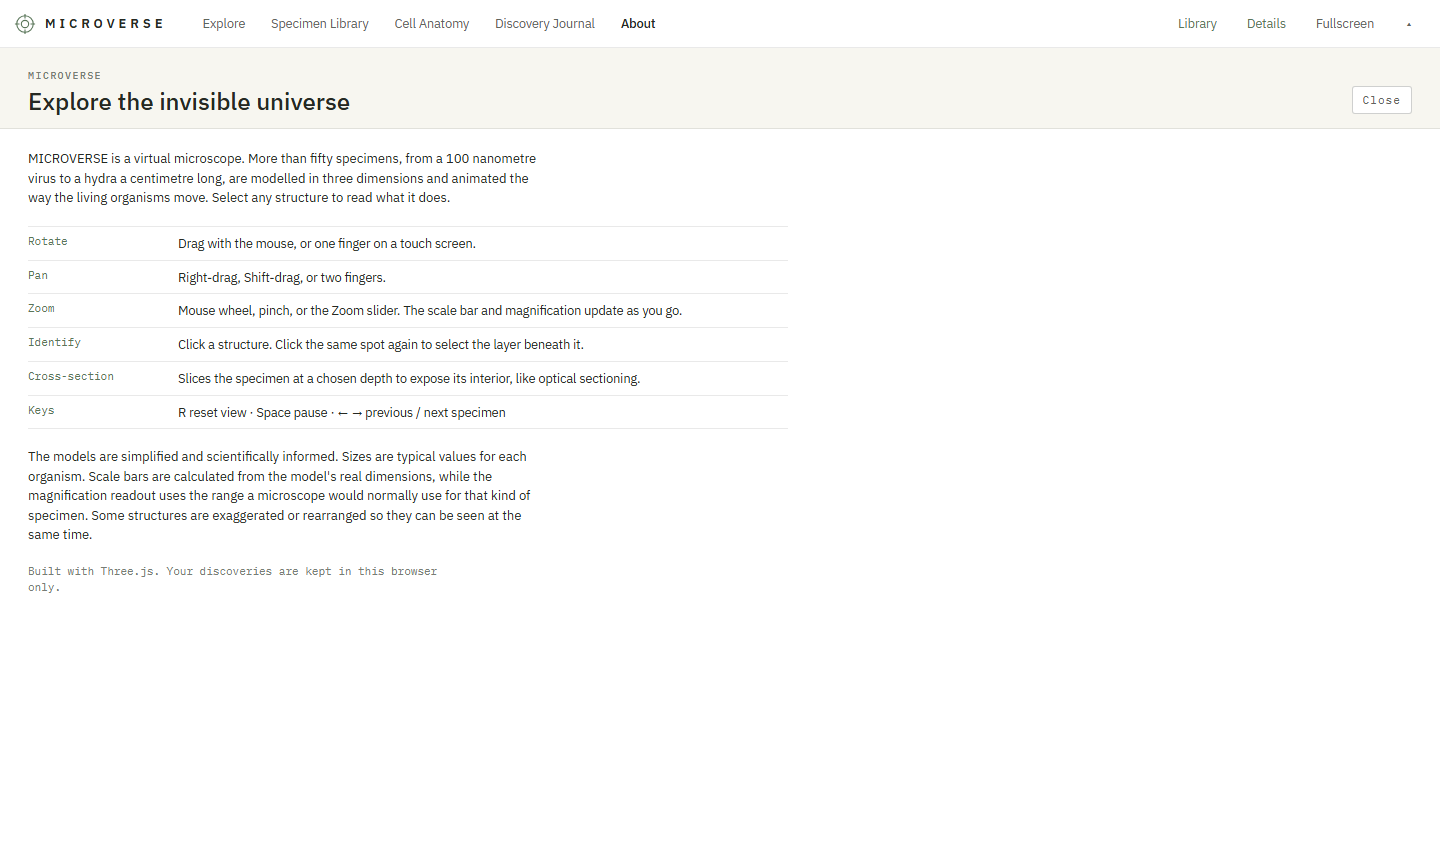 MICROVERSE
Explore
Specimen Library
Cell Anatomy
Discovery Journal
About
Library
Details
Fullscreen
MICROVERSE
Explore the invisible universe
Close
MICROVERSE is a virtual microscope. More than fifty specimens, from a 100 nanometre
virus to a hydra a centimetre long, are modelled in three dimensions and animated the
way the living organisms move. Select any structure to read what it does.
Rotate Drag with the mouse, or one finger on a touch screen.
Pan Right-drag, Shift-drag, or two fingers.
Zoom Mouse wheel, pinch, or the Zoom slider. The scale bar and magnification update as you go.
Identify Click a structure. Click the same spot again to select the layer beneath it.
Cross-section Slices the specimen at a chosen depth to expose its interior, like optical sectioning.
Keys R reset view · Space pause · ← → previous / next specimen
The models are simplified and scientifically informed. Sizes are typical values for each
organism. Scale bars are calculated from the model's real dimensions, while the
magnification readout uses the range a microscope would normally use for that kind of
specimen. Some structures are exaggerated or rearranged so they can be seen at the
same time.
Built with Three.js. Your discoveries are kept in this browser
only.